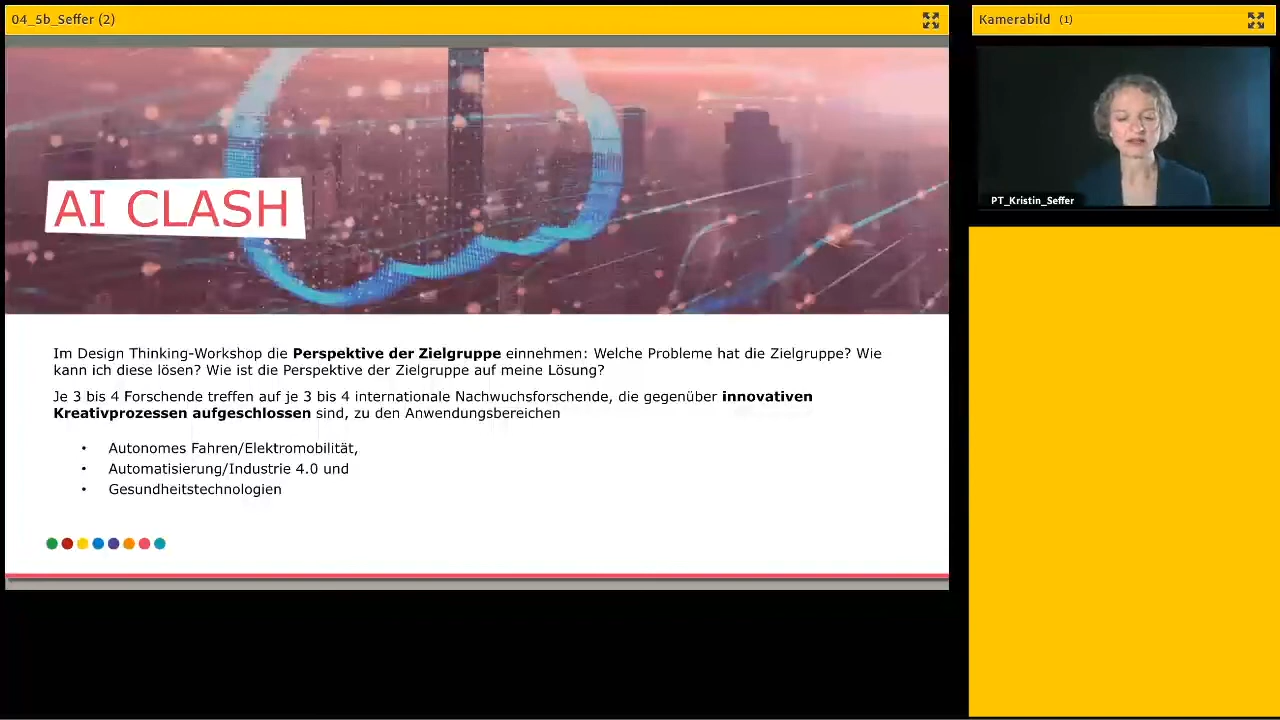 04_5b_Seffer (2)
Kamerabild (1)
PT_Kristin_Seffer
AI CLASH
Im Design Thinking-Workshop die Perspektive der Zielgruppe einnehmen: Welche Probleme hat die Zielgruppe? Wie
kann ich diese lösen? Wie ist die Perspektive der Zielgruppe auf meine Lösung?
Je 3 bis 4 Forschende treffen auf je 3 bis 4 internationale Nachwuchsforschende, die gegenüber innovativen
Kreativprozessen aufgeschlossen sind, zu den Anwendungsbereichen
• Autonomes Fahren/Elektromobilität,
• Automatisierung/Industrie 4.0 und
• Gesundheitstechnologien